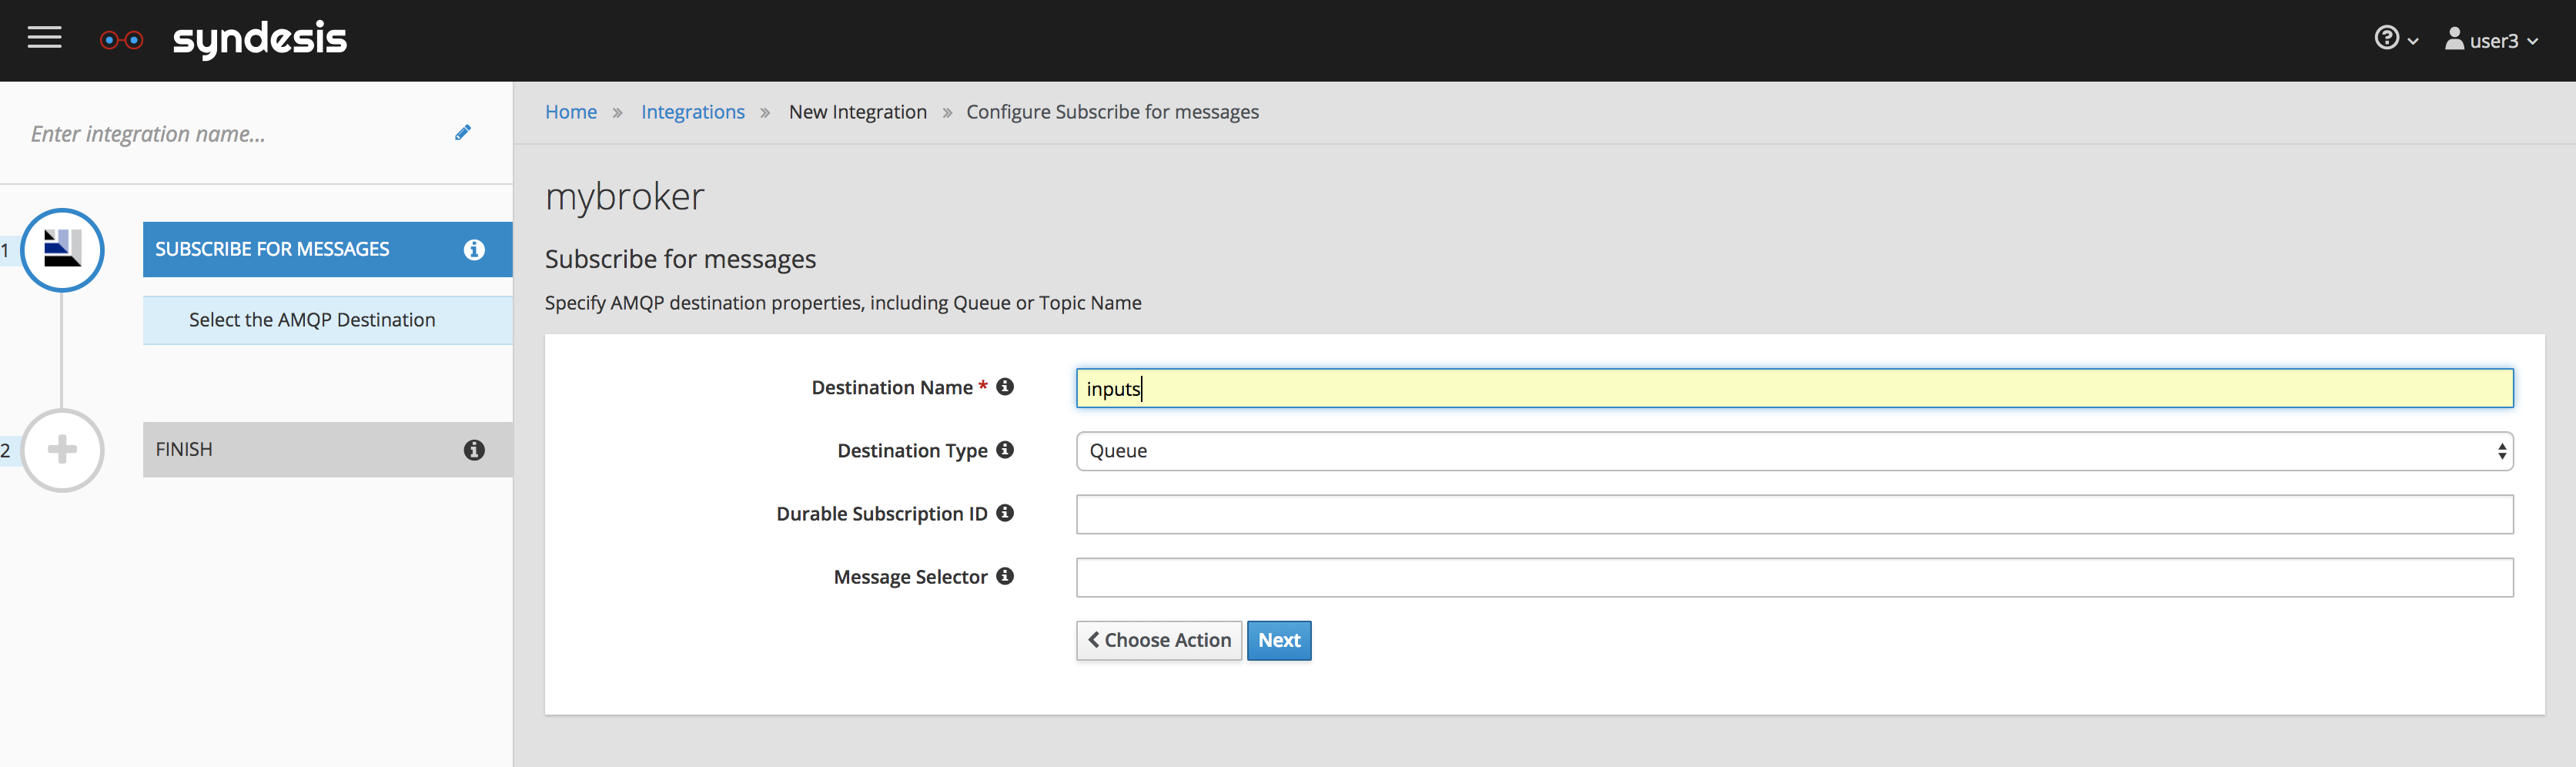 syndesis
user3
Enter integration name...
Home » Integrations » New Integration » Configure Subscribe for messages
mybroker
Subscribe for messages
Specify AMQP destination properties, including Queue or Topic Name
1
SUBSCRIBE FOR MESSAGES
Select the AMQP Destination
2
FINISH
Destination Name *
inputs
Destination Type
Queue
Durable Subscription ID
Message Selector
Choose Action
Next